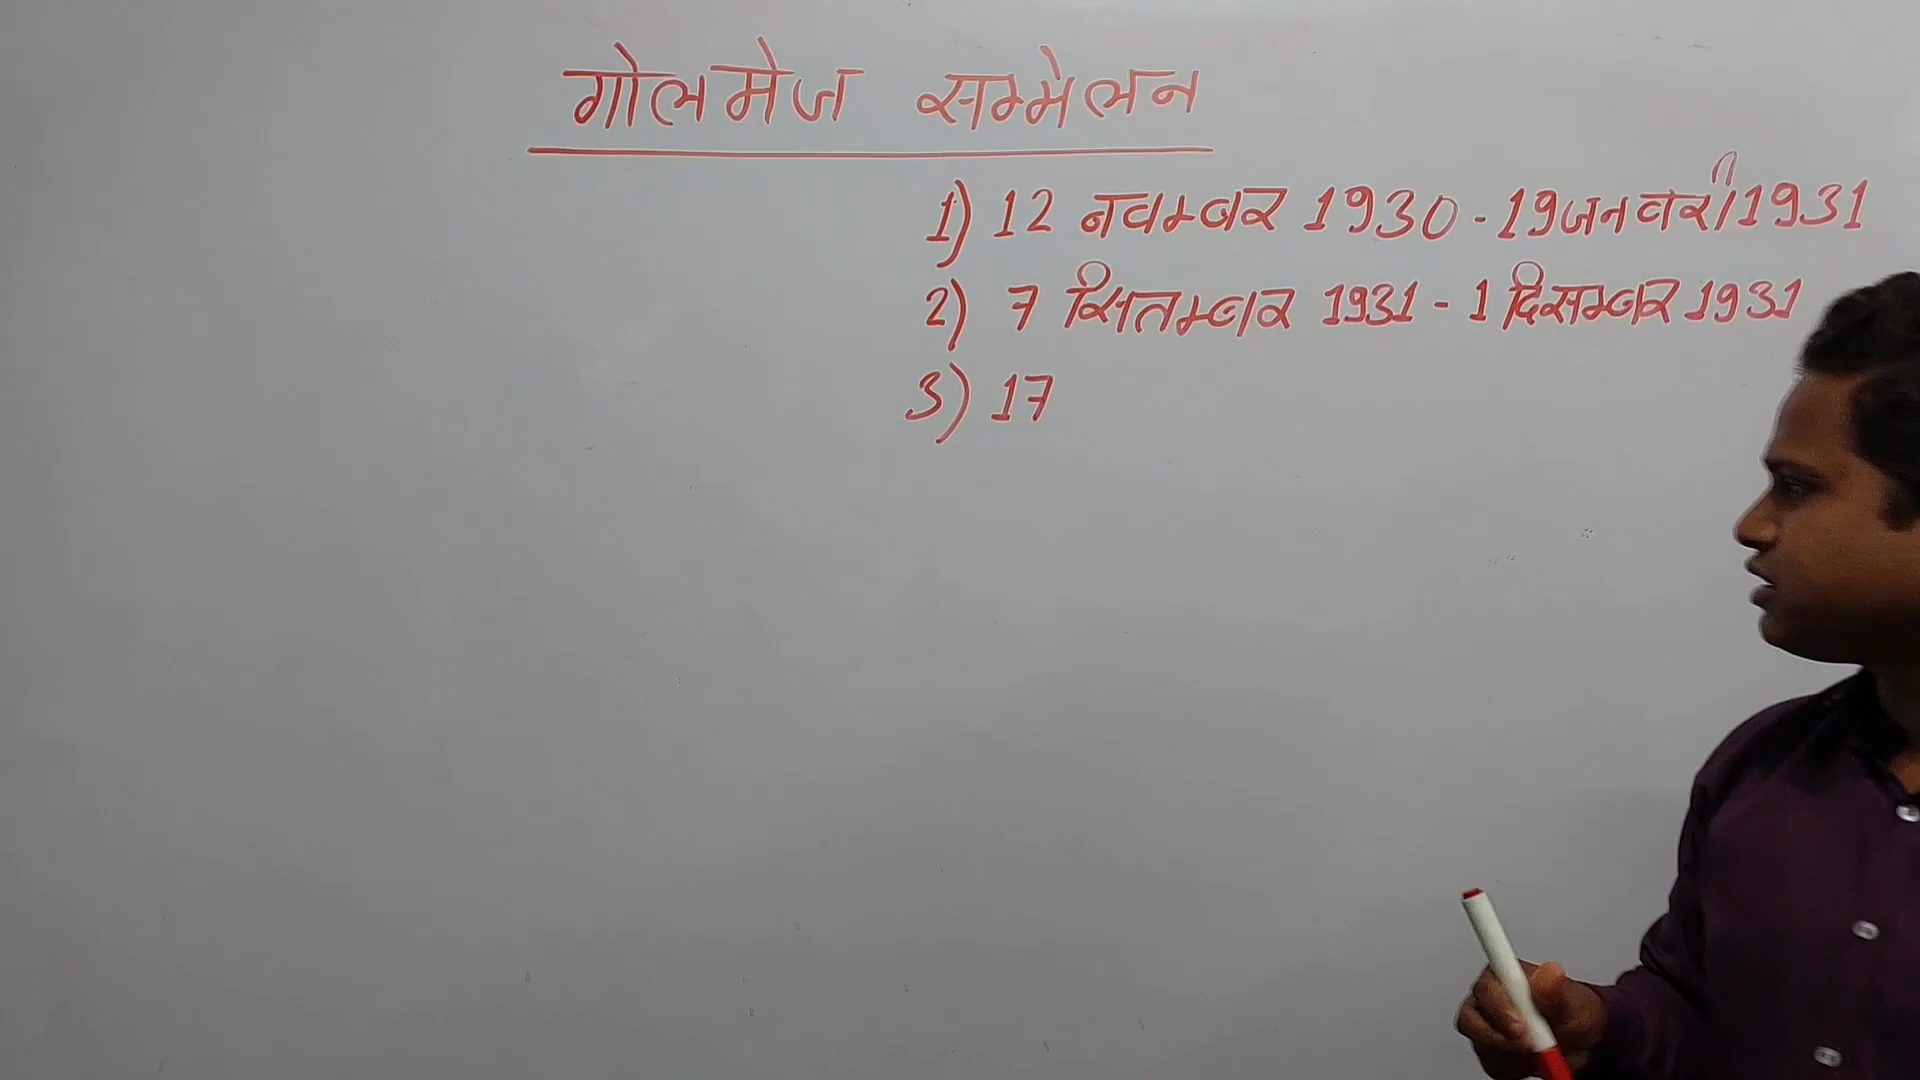 गोलमेज सम्मेलन
1) 12 नवम्बर 1930 - 19 जनवरी 1931
2) 7 सितम्बर 1931 - 1 दिसम्बर 1931
3) 17